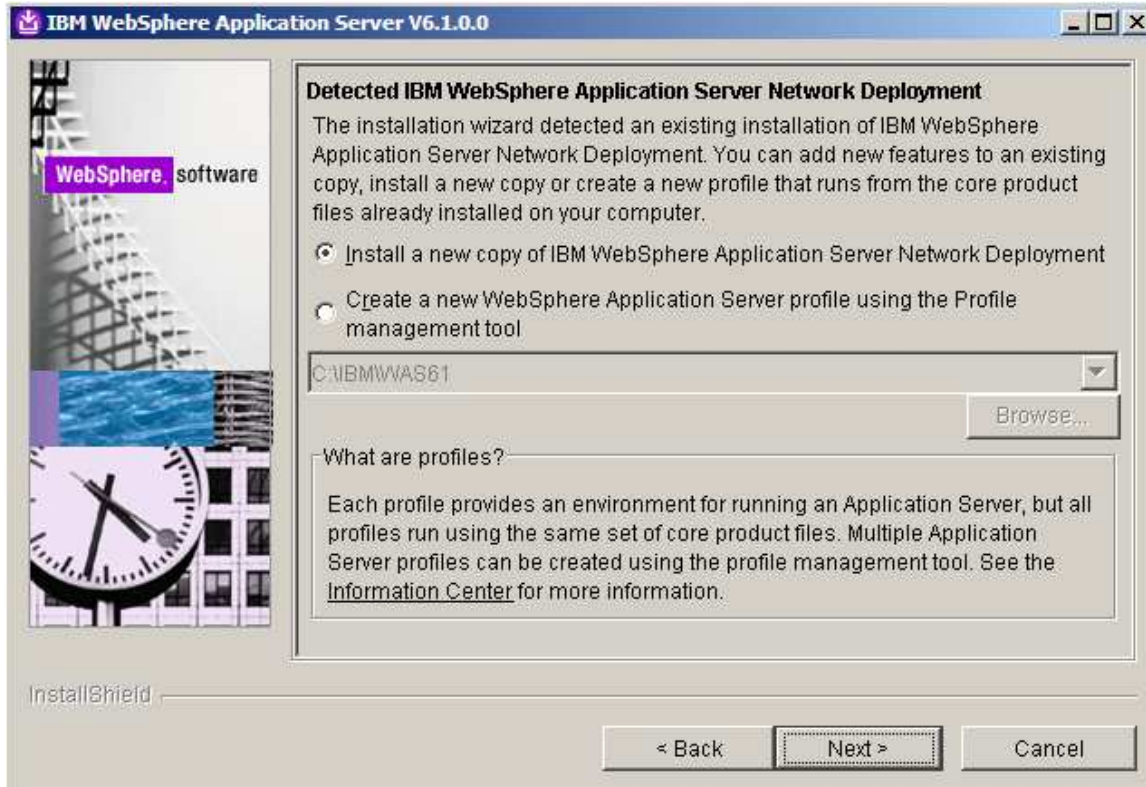 IBM WebSphere Application Server V6.1.0.0
WebSphere. software
Detected IBM WebSphere Application Server Network Deployment
The installation wizard detected an existing installation of IBM WebSphere
Application Server Network Deployment. You can add new features to an existing
copy, install a new copy or create a new profile that runs from the core product
files already installed on your computer.
Install a new copy of IBM WebSphere Application Server Network Deployment
Create a new WebSphere Application Server profile using the Profile
management tool
C:\IBM\WAS61
Browse...
What are profiles?
Each profile provides an environment for running an Application Server, but all
profiles run using the same set of core product files. Multiple Application
Server profiles can be created using the profile management tool. See the
Information Center for more information.
InstallShield
< Back
Next >
Cancel